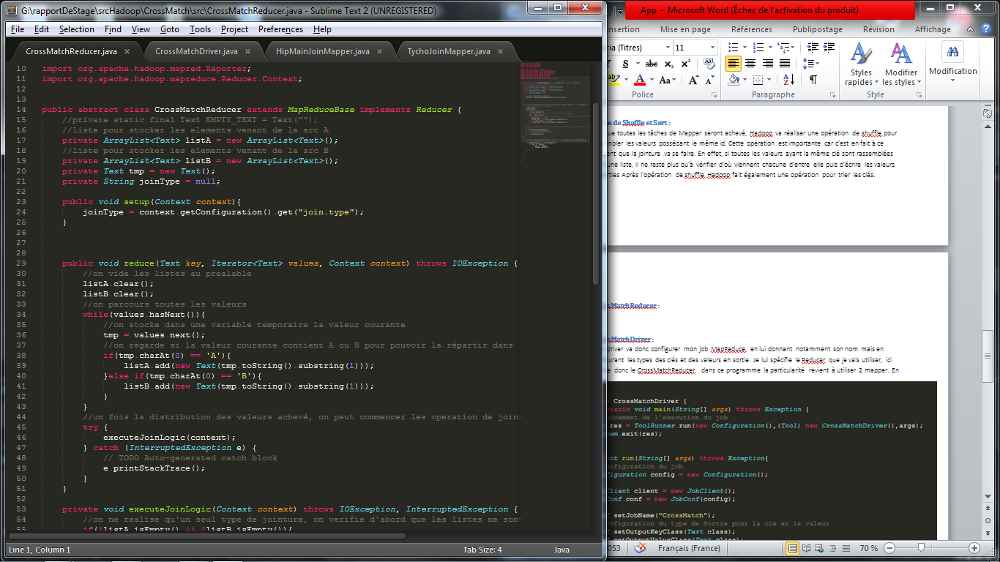 G:\rapportDeStage\srcHadoop\CrossMatch\src\CrossMatchReducer.java - Sublime Text 2 (UNREGISTERED)
File Edit Selection Find View Goto Tools Project Preferences Help
CrossMatchReducer.java × CrossMatchDriver.java × HipMainJoinMapper.java × TychoJoinMapper.java ×
10 import org.apache.hadoop.mapred.Reporter;
11 import org.apache.hadoop.mapreduce.Reducer.Context;
12
13
14 public abstract class CrossMatchReducer extends MapReduceBase implements Reducer {
15 //private static final Text EMPTY_TEXT = Text("");
16 //liste pour stocker les elements venant de la src A
17 private ArrayList<Text> listA = new ArrayList<Text>();
18 //liste pour stocker les elements venant de la src B
19 private ArrayList<Text> listB = new ArrayList<Text>();
20 private Text tmp = new Text();
21 private String joinType = null;
22
23 public void setup(Context context){
24 joinType = context.getConfiguration().get("join.type");
25 }
26
27
28
29 public void reduce(Text key, Iterator<Text> values, Context context) throws IOException {
30 //on vide les listes au prealable
31 listA.clear();
32 listB.clear();
33 //on parcours toutes les valeurs
34 while(values.hasNext()){
35 //on stocke dans une variable temporaire la valeur courante
36 tmp = values.next();
37 //on regarde si la valeur courante contient A ou B pour pouvoir la répartir dans
38 if(tmp.charAt(0) == 'A'){
39 listA.add(new Text(tmp.toString().substring(1)));
40 }else if(tmp.charAt(0) == 'B'){
41 listB.add(new Text(tmp.toString().substring(1)));
42 }
43 }
44 //un fois la distribution des valeurs achevé, on peut commencer les operation de join
45 try {
46 executeJoinLogic(context);
47 } catch (InterruptedException e) {
48 // TODO Auto-generated catch block
49 e.printStackTrace();
50 }
51 }
52
53 private void executeJoinLogic(Context context) throws IOException, InterruptedException {
54 //on ne realise qu'un seul type de jointure, on verifie d'abord que les listes ne son
55 if(!listA.isEmpty() && !listB.isEmpty()){
Line 1, Column 1 Tab Size: 4 Java
App - Microsoft Word (Échec de l'activation du produit)
nsertion Mise en page Références Publipostage Révision Affichage
ria (Titres) 11
Styles rapides Modifier les styles Modification
Police Paragraphe Style
e de Shuffle et Sort :
ue toutes les tâches de Mapper seront achevé, Hadoop va réaliser une opération de shuffle pour
mbler les valeurs possédant le même id. Cette opération est importante car c'est en fait à ce
ent que la jointure va se faire. En effet, si toutes les valeurs ayant la même clé sont rassemblées
une liste, il ne reste plus qu'à vérifier d'où viennent chacune d'entre elle puis d'écrire les valeurs
rties Après l'opération de shuffle, Hadoop fait également une opération pour trier les clés.
sMatchReducer :
sMatchDriver :
driver va donc configurer mon job MapReduce, en lui donnant notamment son nom mais en
urant les types des clés et des valeurs en sortie. Je lui spécifie le Reducer que je vais utiliser, ici
e donc le CrossMatchReducer, dans ce programme la particularité revient à utiliser 2 mapper. En
CrossMatchDriver {
static void main(String[] args) throws Exception {
ncement de l'execution du job
res = ToolRunner.run(new Configuration(),(Tool) new CrossMatchDriver(),args);
em.exit(res);
int run(String[] args) throws Exception{
onfiguration du job
figuration config = new Configuration();
Client client = new JobClient();
Conf conf = new JobConf(config);
f.setJobName("CrossMatch");
onfiguration du type de Sortie pour la cle et la valeur
f.setOutputKeyClass(Text.class);
f.setOutputValueClass(Text.class);
053 Français (France) 70 %